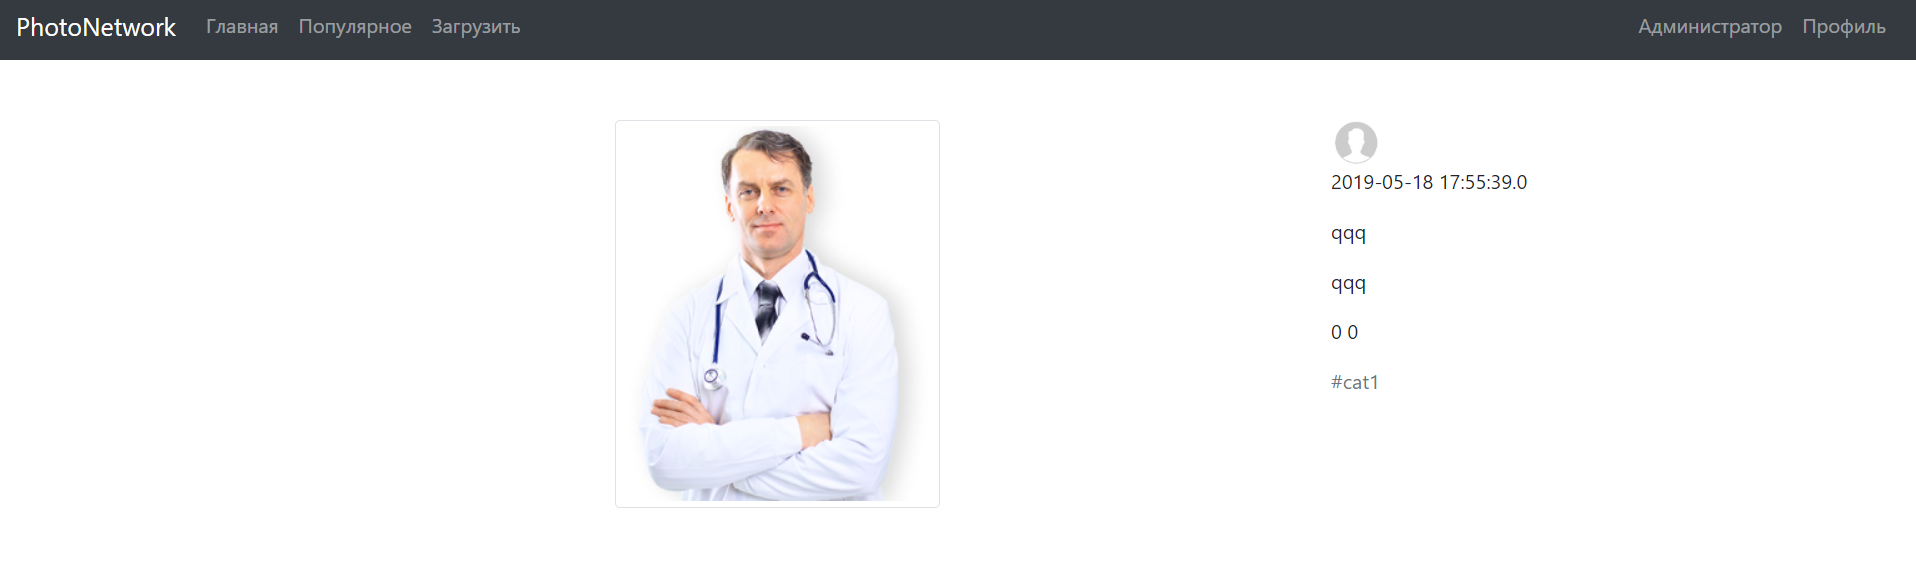 PhotoNetwork Главная Популярное Загрузить Администратор Профиль
2019-05-18 17:55:39.0
qqq
qqq
0 0
#cat1